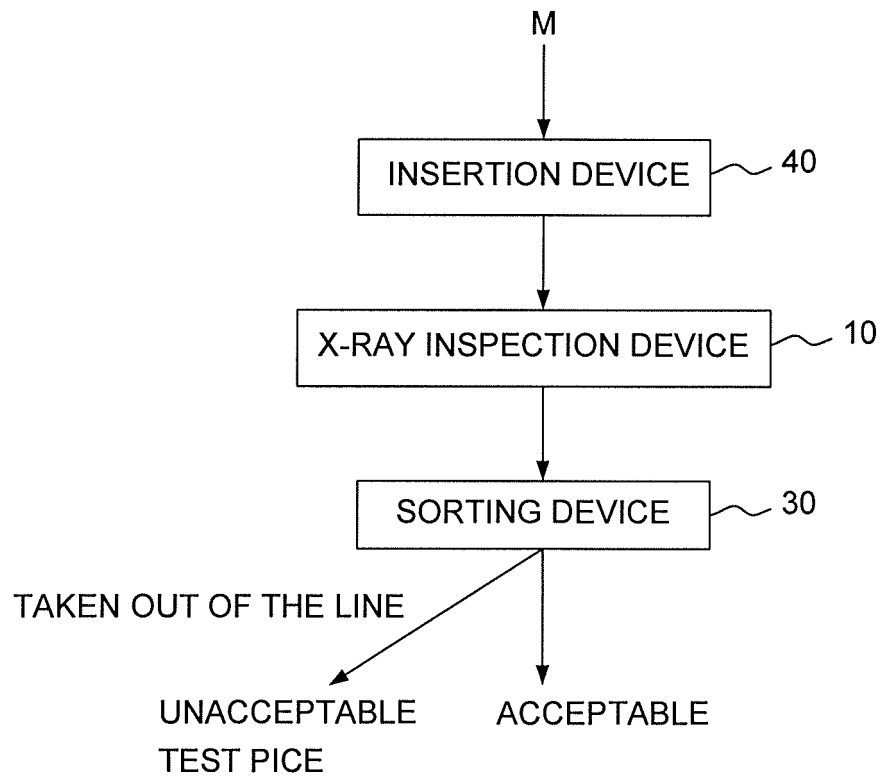 M
INSERTION DEVICE
40
X-RAY INSPECTION DEVICE
10
SORTING DEVICE
30
TAKEN OUT OF THE LINE
UNACCEPTABLE
TEST PICE
ACCEPTABLE